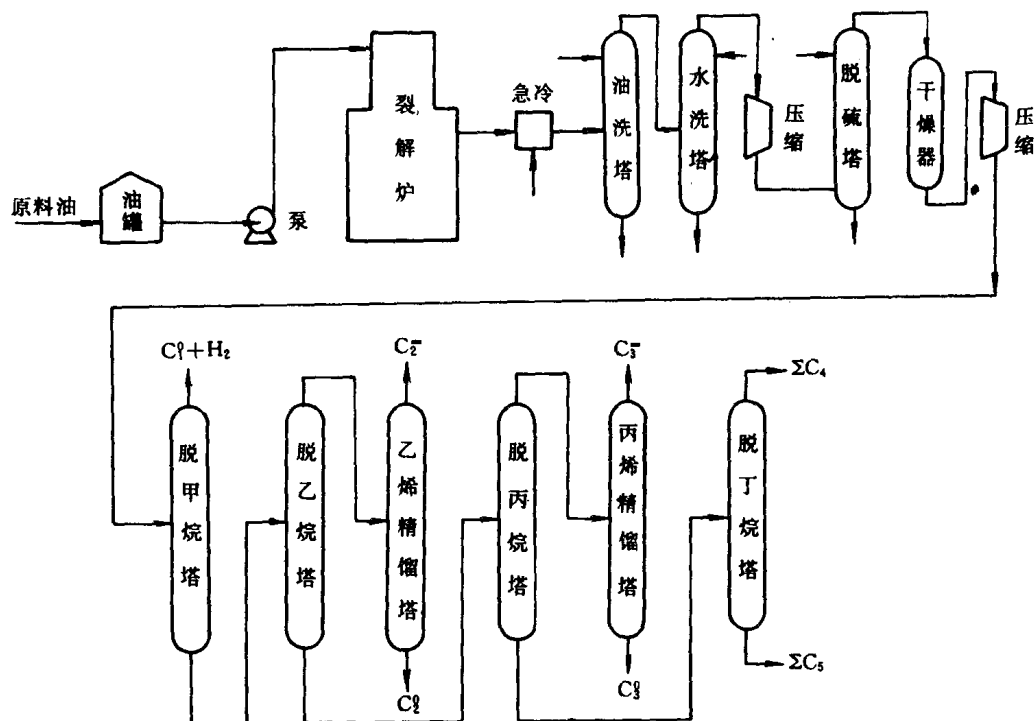 原料油
油罐
泵
裂解炉
急冷
油洗塔
水洗塔
压缩
脱硫塔
干燥器
压缩
C₁⁰+H₂
脱甲烷塔
脱乙烷塔
C₂⁼
乙烯精馏塔
C₂⁰
脱丙烷塔
C₃⁼
丙烯精馏塔
C₃⁰
脱丁烷塔
ΣC₄
ΣC₅